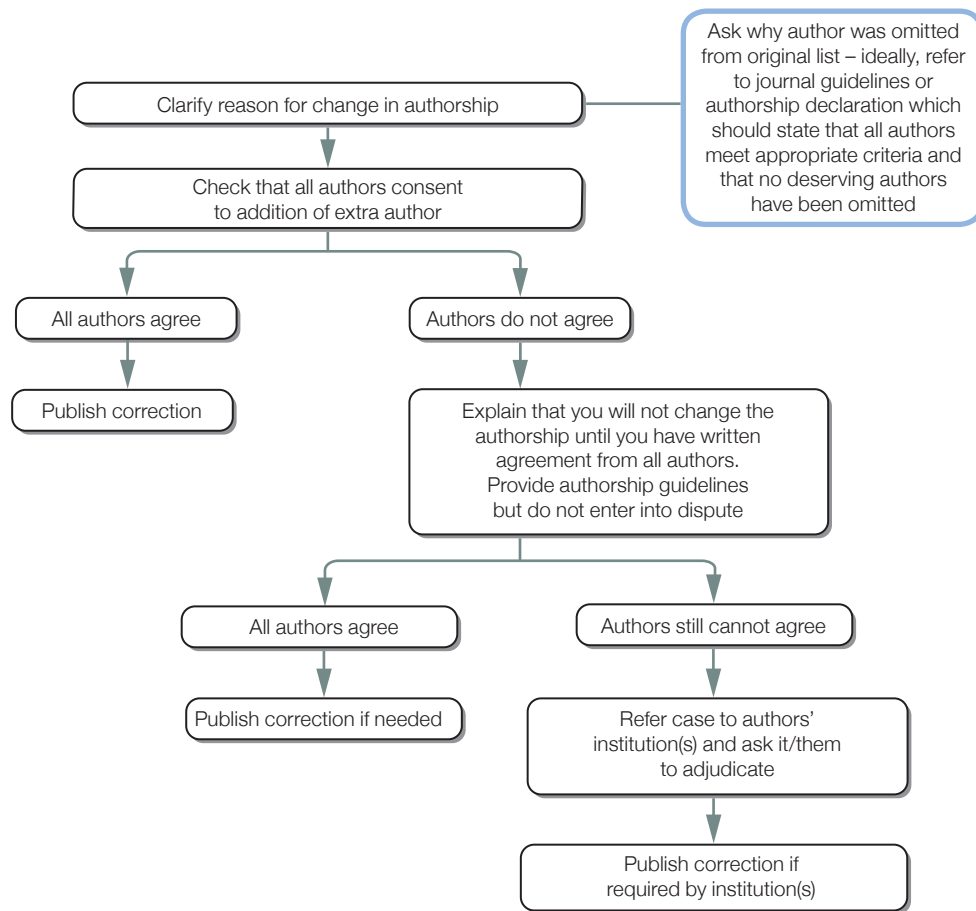 Ask why author was omitted
from original list – ideally, refer
to journal guidelines or
authorship declaration which
should state that all authors
meet appropriate criteria and
that no deserving authors
have been omitted
Clarify reason for change in authorship
Check that all authors consent
to addition of extra author
All authors agree
Authors do not agree
Publish correction
Explain that you will not change the
authorship until you have written
agreement from all authors.
Provide authorship guidelines
but do not enter into dispute
All authors agree
Authors still cannot agree
Publish correction if needed
Refer case to authors’
institution(s) and ask it/them
to adjudicate
Publish correction if
required by institution(s)